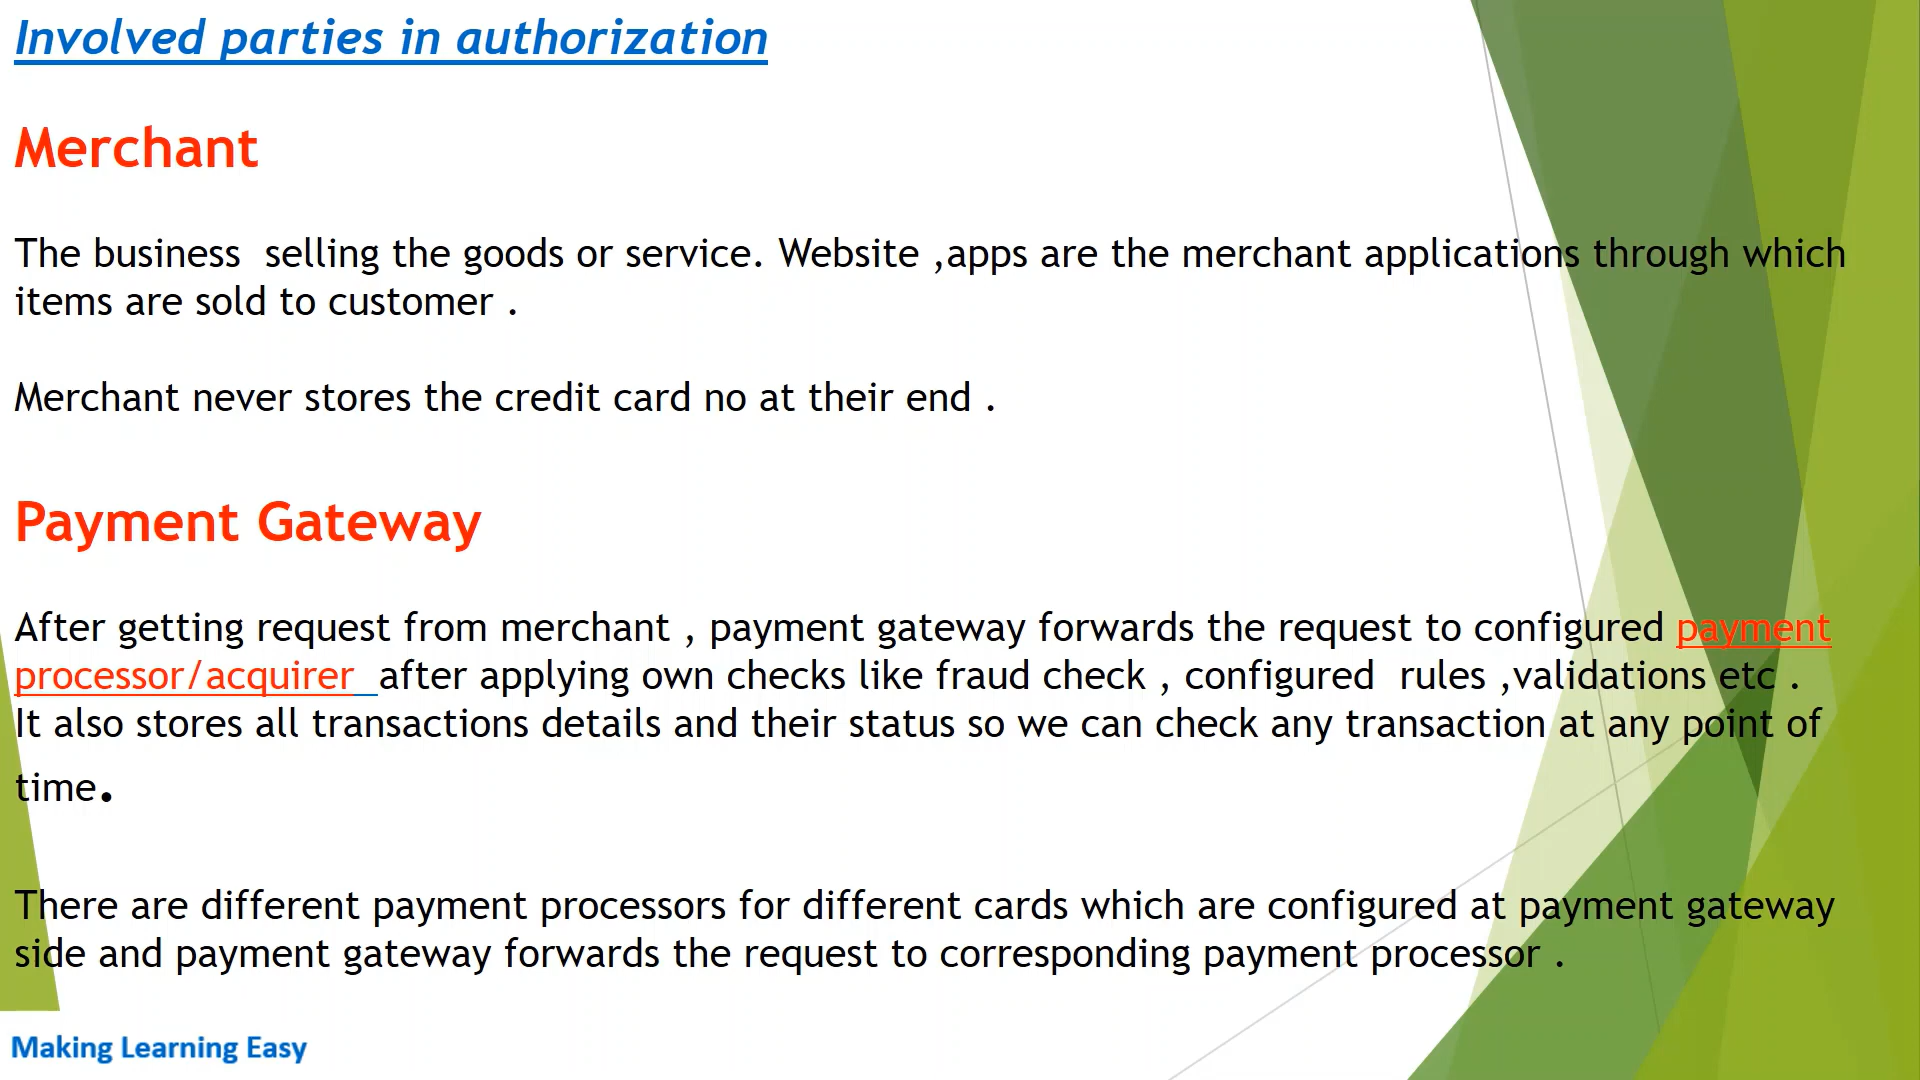 Involved parties in authorization
Merchant
The business  selling the goods or service. Website ,apps are the merchant applications through which
items are sold to customer .
Merchant never stores the credit card no at their end .
Payment Gateway
After getting request from merchant , payment gateway forwards the request to configured payment
processor/acquirer  after applying own checks like fraud check , configured  rules ,validations etc .
It also stores all transactions details and their status so we can check any transaction at any point of
time.
There are different payment processors for different cards which are configured at payment gateway
side and payment gateway forwards the request to corresponding payment processor .
Making Learning Easy